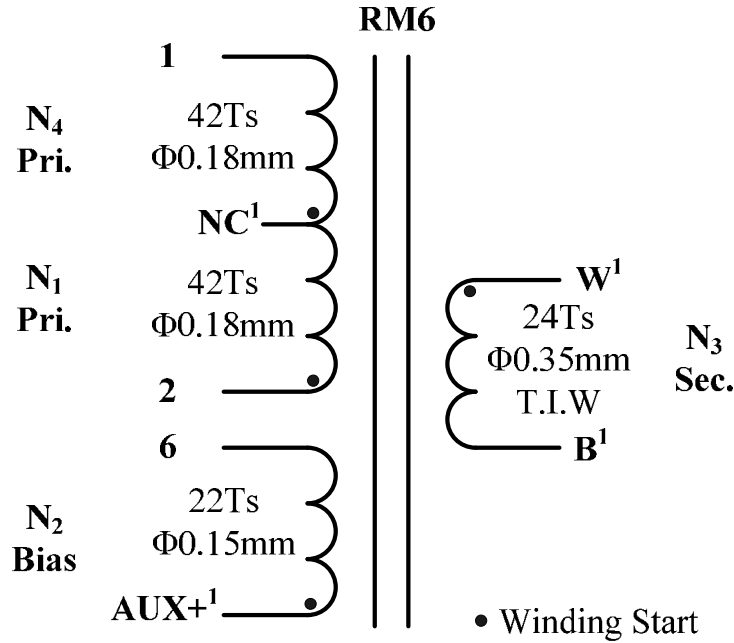 RM6
1
N₄
Pri.
42Ts
Φ0.18mm
NC¹
N₁
Pri.
42Ts
Φ0.18mm
2
6
N₂
Bias
22Ts
Φ0.15mm
AUX+¹
W¹
24Ts
Φ0.35mm
T.I.W
N₃
Sec.
B¹
• Winding Start